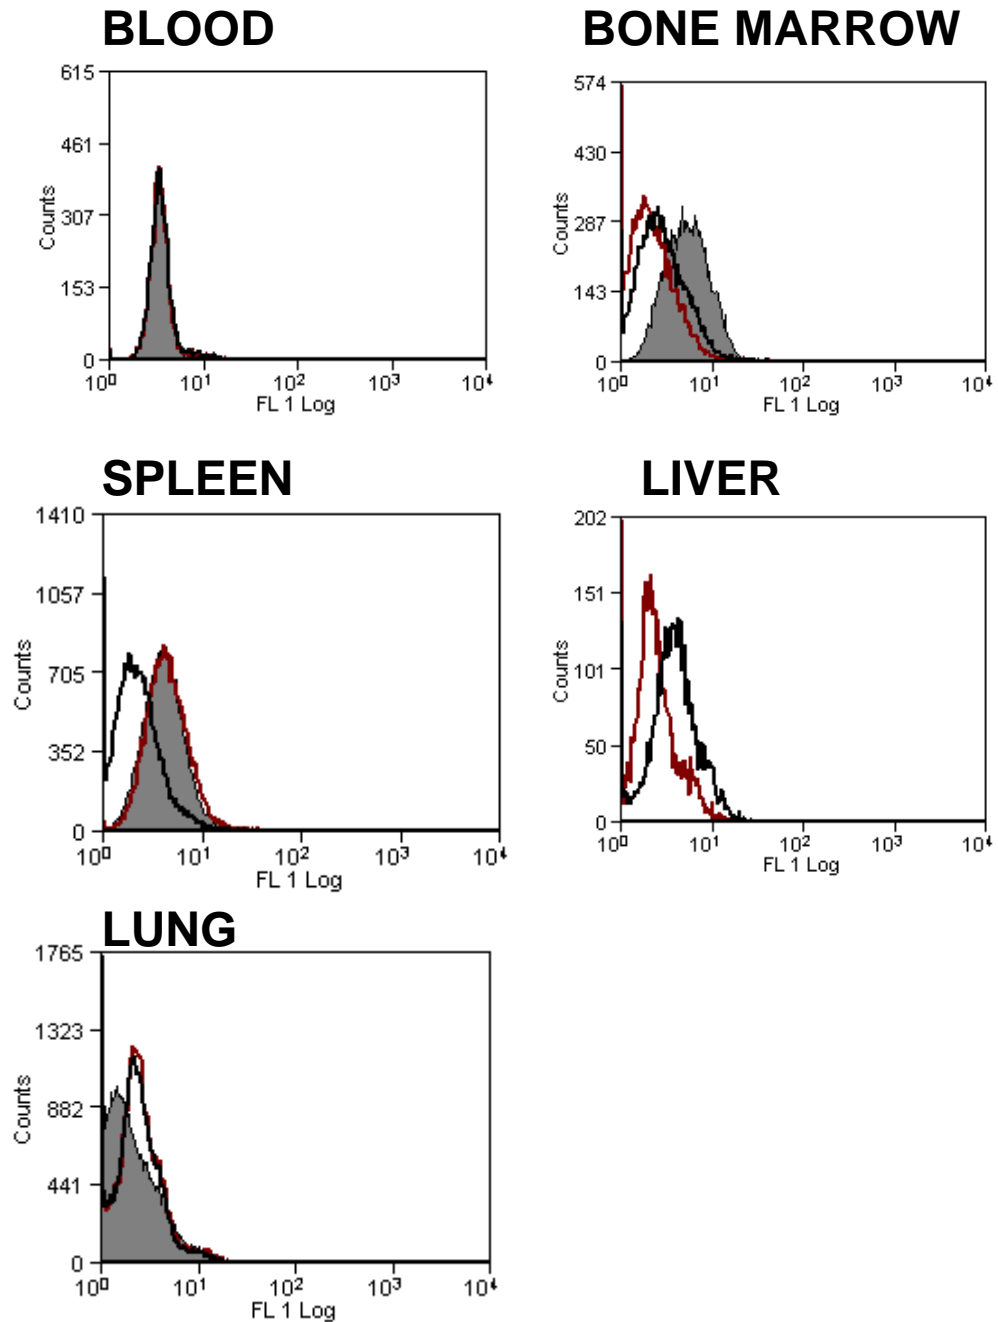 BLOOD
615
461
307
153
0
Counts
10⁰ 10¹ 10² 10³ 10⁴
FL 1 Log
BONE MARROW
574
430
287
143
0
Counts
10⁰ 10¹ 10² 10³ 10⁴
FL 1 Log
SPLEEN
1410
1057
705
352
0
Counts
10⁰ 10¹ 10² 10³ 10⁴
FL 1 Log
LIVER
202
151
101
50
0
Counts
10⁰ 10¹ 10² 10³ 10⁴
FL 1 Log
LUNG
1765
1323
882
441
0
Counts
10⁰ 10¹ 10² 10³ 10⁴
FL 1 Log